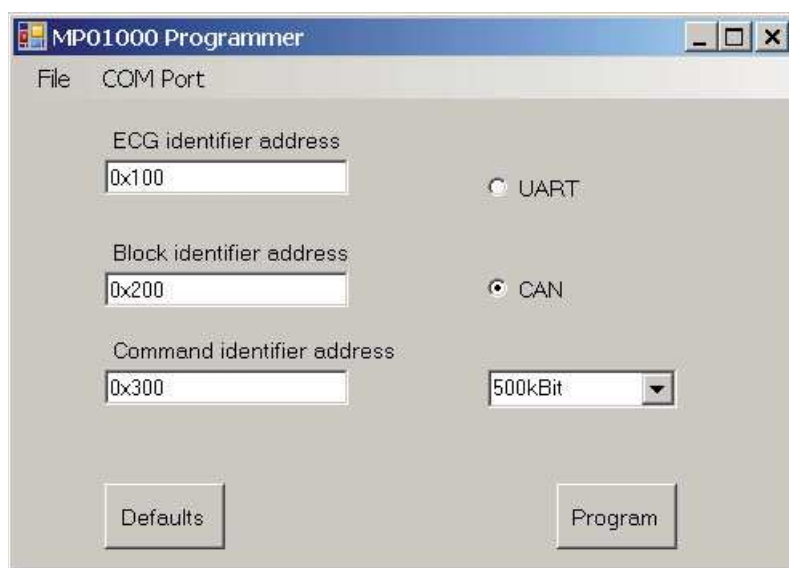 MP01000 Programmer
File COM Port
ECG identifier address
0x100
UART
Block identifier address
0x200
CAN
Command identifier address
0x300
500kBit
Defaults
Program